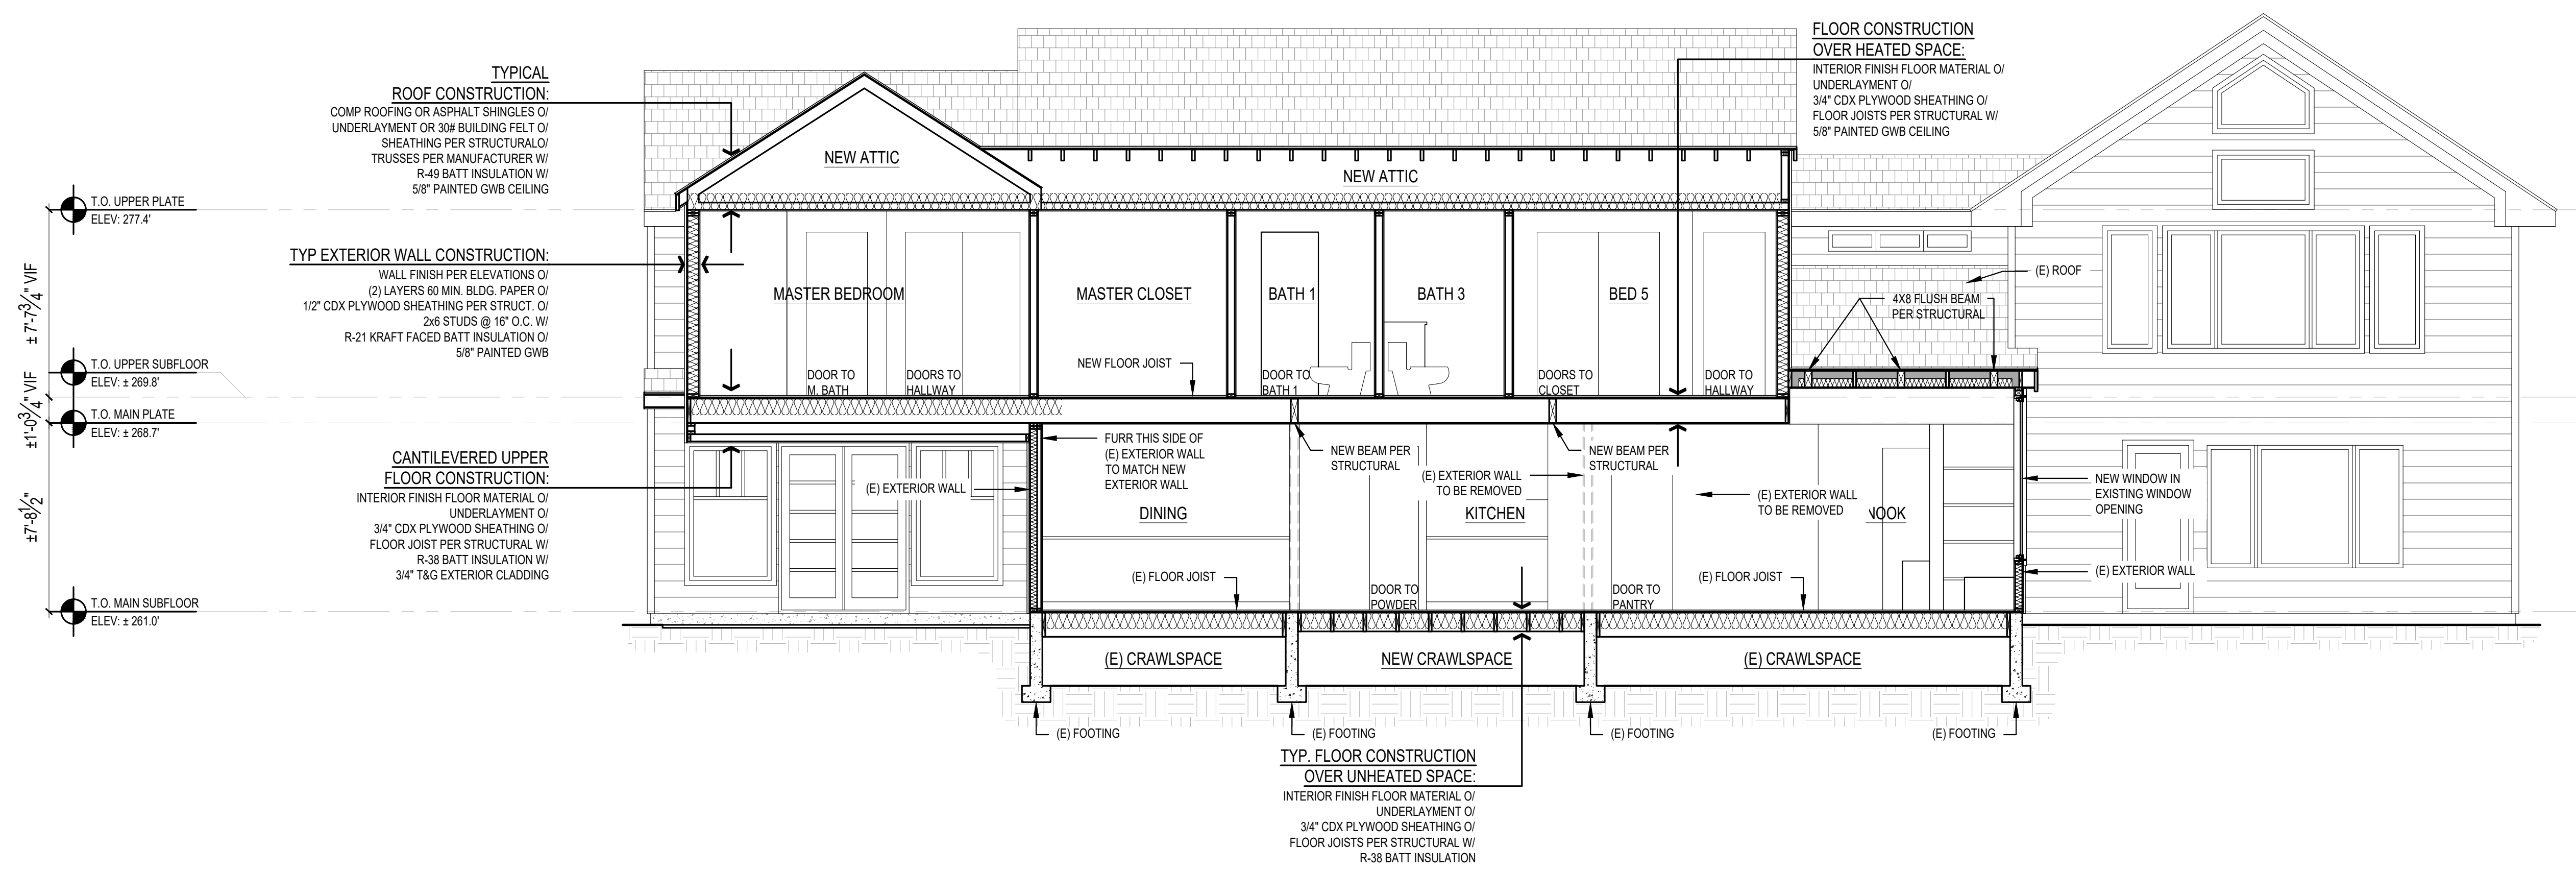 TYPICAL
ROOF CONSTRUCTION:
COMP ROOFING OR ASPHALT SHINGLES O/
UNDERLAYMENT OR 30# BUILDING FELT O/
SHEATHING PER STRUCTURALO/
TRUSSES PER MANUFACTURER W/
R-49 BATT INSULATION W/
5/8" PAINTED GWB CEILING
FLOOR CONSTRUCTION
OVER HEATED SPACE:
INTERIOR FINISH FLOOR MATERIAL O/
UNDERLAYMENT O/
3/4" CDX PLYWOOD SHEATHING O/
FLOOR JOISTS PER STRUCTURAL W/
5/8" PAINTED GWB CEILING
NEW ATTIC
NEW ATTIC
T.O. UPPER PLATE
ELEV: 277.4'
± 7'-7 3/4" VIF
T.O. UPPER SUBFLOOR
ELEV: ± 269.8'
±1'-0 3/4" VIF
T.O. MAIN PLATE
ELEV: ± 268.7'
±7'-8 1/2"
T.O. MAIN SUBFLOOR
ELEV: ± 261.0'
TYP EXTERIOR WALL CONSTRUCTION:
WALL FINISH PER ELEVATIONS O/
(2) LAYERS 60 MIN. BLDG. PAPER O/
1/2" CDX PLYWOOD SHEATHING PER STRUCT. O/
2x6 STUDS @ 16" O.C. W/
R-21 KRAFT FACED BATT INSULATION O/
5/8" PAINTED GWB
MASTER BEDROOM
MASTER CLOSET
BATH 1
BATH 3
BED 5
(E) ROOF
4X8 FLUSH BEAM
PER STRUCTURAL
NEW FLOOR JOIST
DOOR TO
M. BATH
DOORS TO
HALLWAY
DOOR TO
BATH 1
DOORS TO
CLOSET
DOOR TO
HALLWAY
CANTILEVERED UPPER
FLOOR CONSTRUCTION:
INTERIOR FINISH FLOOR MATERIAL O/
UNDERLAYMENT O/
3/4" CDX PLYWOOD SHEATHING O/
FLOOR JOIST PER STRUCTURAL W/
R-38 BATT INSULATION W/
3/4" T&G EXTERIOR CLADDING
(E) EXTERIOR WALL
FURR THIS SIDE OF
(E) EXTERIOR WALL
TO MATCH NEW
EXTERIOR WALL
NEW BEAM PER
STRUCTURAL
(E) EXTERIOR WALL
TO BE REMOVED
NEW BEAM PER
STRUCTURAL
(E) EXTERIOR WALL
TO BE REMOVED
NEW WINDOW IN
EXISTING WINDOW
OPENING
DINING
KITCHEN
NOOK
(E) FLOOR JOIST
DOOR TO
POWDER
DOOR TO
PANTRY
(E) FLOOR JOIST
(E) EXTERIOR WALL
(E) CRAWLSPACE
NEW CRAWLSPACE
(E) CRAWLSPACE
(E) FOOTING
(E) FOOTING
(E) FOOTING
(E) FOOTING
TYP. FLOOR CONSTRUCTION
OVER UNHEATED SPACE:
INTERIOR FINISH FLOOR MATERIAL O/
UNDERLAYMENT O/
3/4" CDX PLYWOOD SHEATHING O/
FLOOR JOISTS PER STRUCTURAL W/
R-38 BATT INSULATION